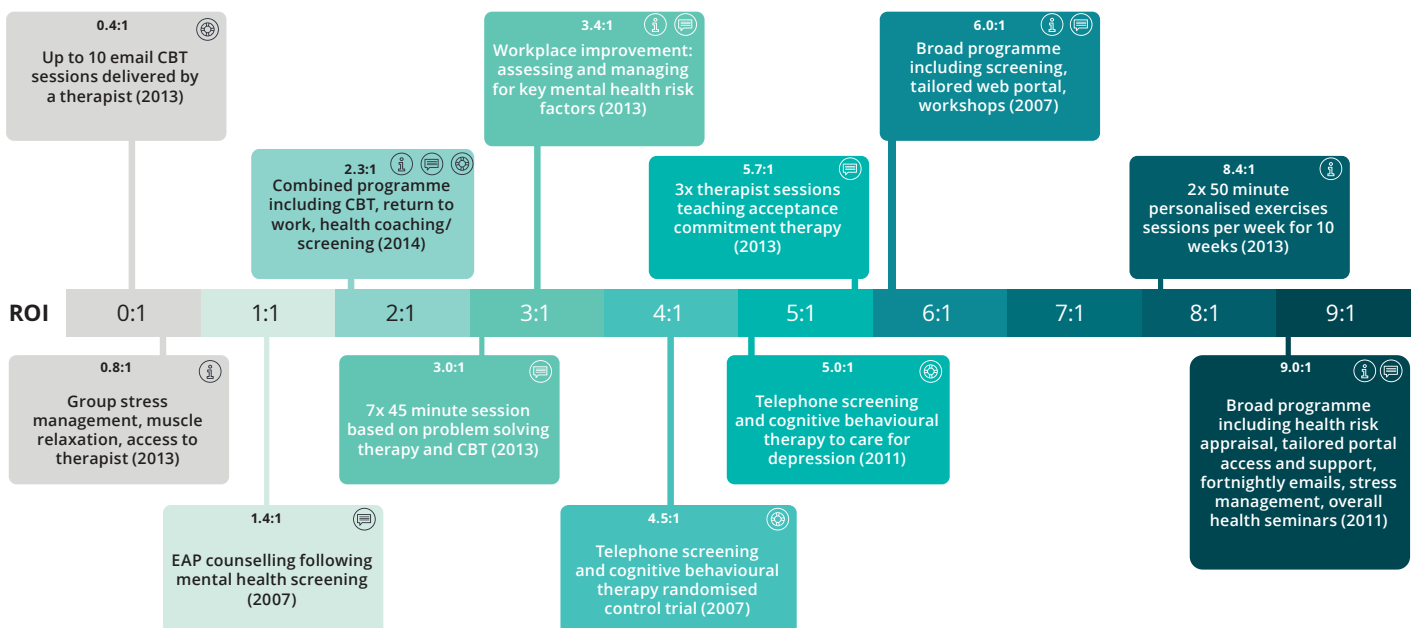 0.4:1
Up to 10 email CBT
sessions delivered by
a therapist (2013)
2.3:1
Combined programme
including CBT, return to
work, health coaching/
screening (2014)
3.4:1
Workplace improvement:
assessing and managing
for key mental health risk
factors (2013)
5.7:1
3x therapist sessions
teaching acceptance
commitment therapy
(2013)
6.0:1
Broad programme
including screening,
tailored web portal,
workshops (2007)
8.4:1
2x 50 minute
personalised exercises
sessions per week for 10
weeks (2013)
ROI 0:1 1:1 2:1 3:1 4:1 5:1 6:1 7:1 8:1 9:1
0.8:1
Group stress
management, muscle
relaxation, access to
therapist (2013)
1.4:1
EAP counselling following
mental health screening
(2007)
3.0:1
7x 45 minute session
based on problem solving
therapy and CBT (2013)
4.5:1
Telephone screening
and cognitive behavioural
therapy randomised
control trial (2007)
5.0:1
Telephone screening
and cognitive behavioural
therapy to care for
depression (2011)
9.0:1
Broad programme
including health risk
appraisal, tailored portal
access and support,
fortnightly emails, stress
management, overall
health seminars (2011)